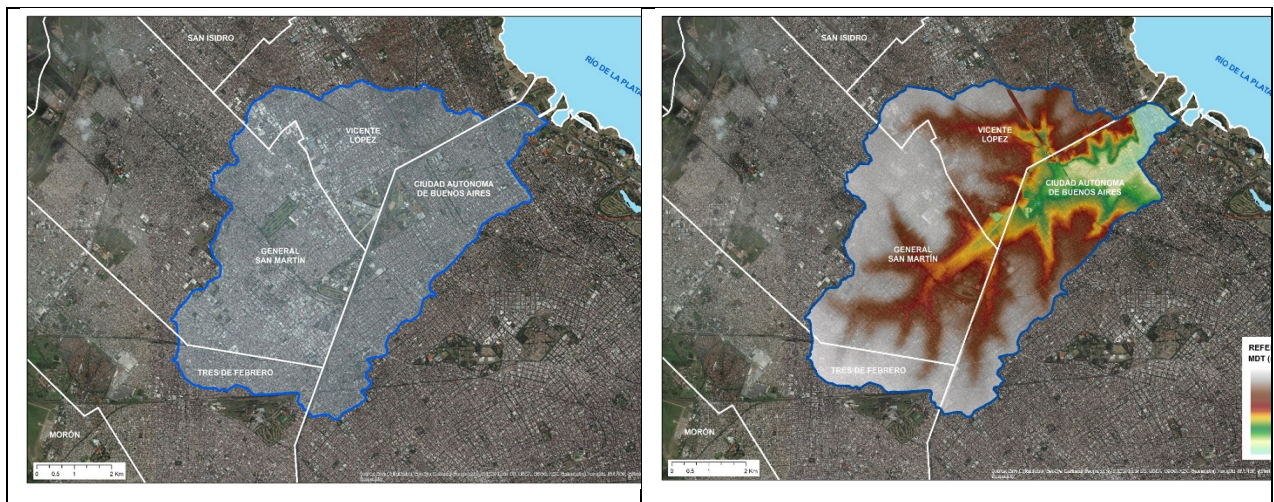 SAN ISIDRO
RÍO DE LA PLATA
VICENTE
LÓPEZ
CIUDAD AUTÓNOMA
DE BUENOS AIRES
GENERAL
SAN MARTÍN
TRES DE FEBRERO
MORÓN
0 0.5 1 2 Km
SAN ISIDRO
RÍO DE LA PLATA
VICENTE
LÓPEZ
CIUDAD AUTÓNOMA
DE BUENOS AIRES
GENERAL
SAN MARTÍN
TRES DE FEBRERO
MORÓN
REFE
MDT (
0 0.5 1 2 Km